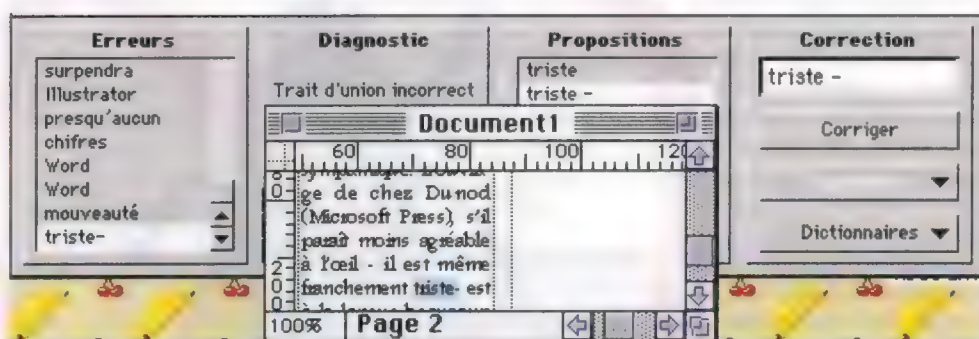 Erreurs
surpendra
Illustrator
presqu'aucun
chifres
Word
Word
mouveauté
triste-
Diagnostic
Trait d'union incorrect
Propositions
triste
triste -
Correction
triste -
Corriger
Dictionnaires
Document1
60 80 100 120
ge de chez Dunod
(Microsoft Press), s'il
paraît moins agréable
à l'œil - il est même
franchement triste- est
100% Page 2